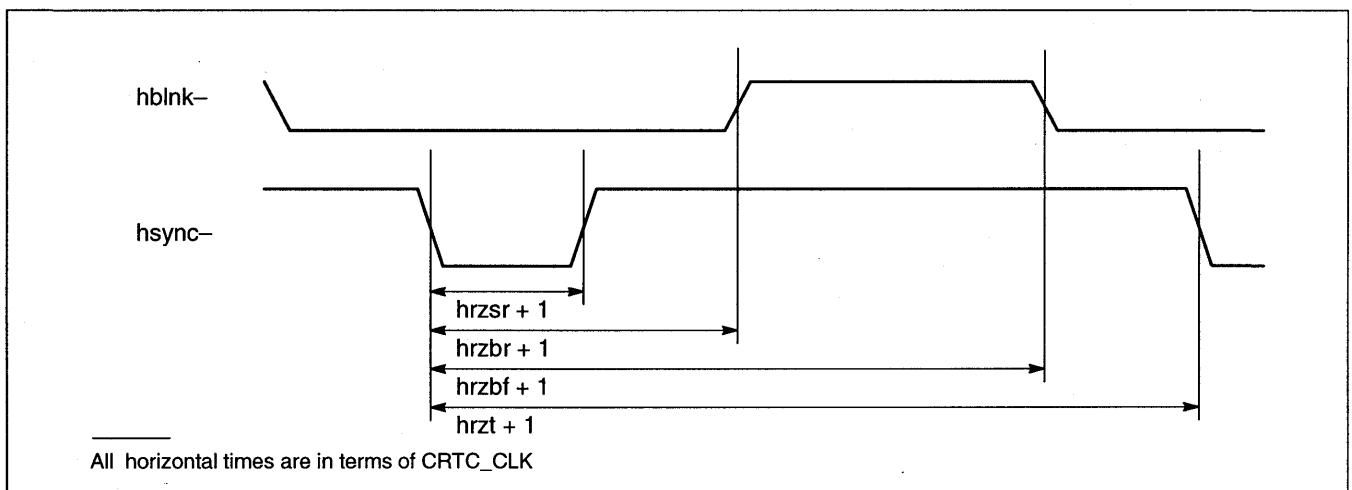 hblnk–
hsync–
hrzsr + 1
hrzbr + 1
hrzbf + 1
hrzt + 1
All horizontal times are in terms of CRTC_CLK